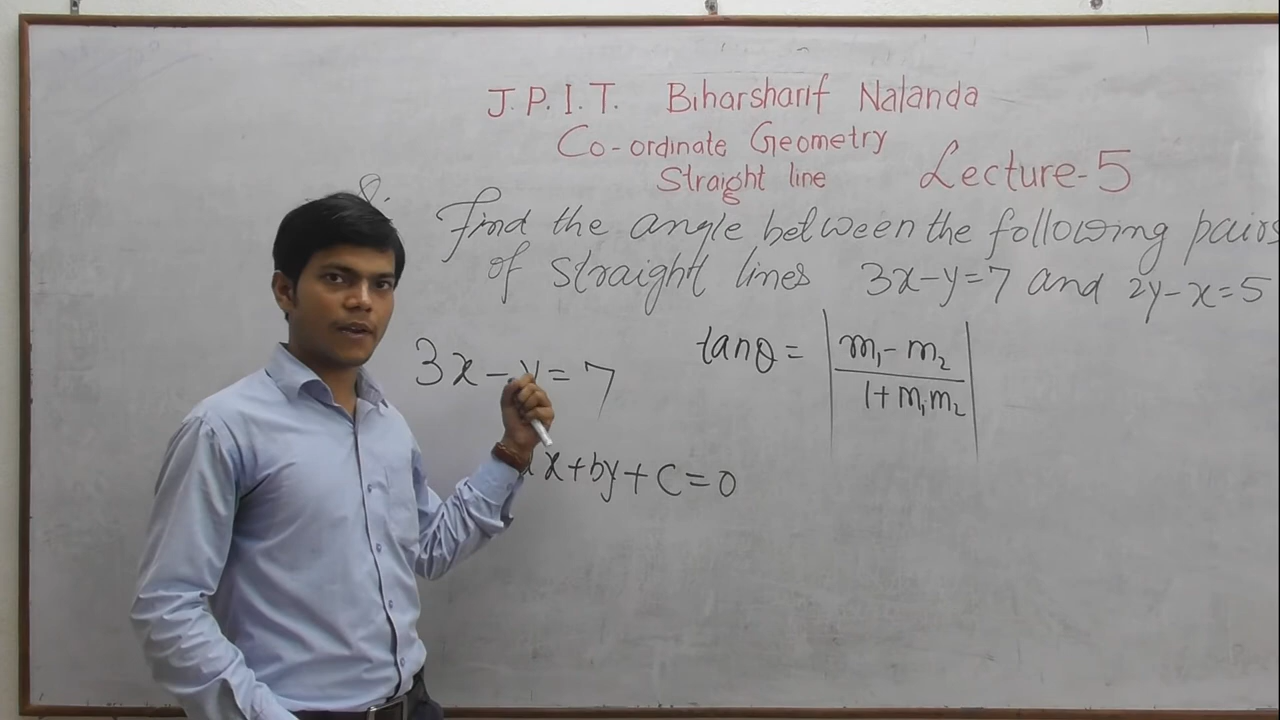 J.P.I.T. Biharsharif Nalanda
Co-ordinate Geometry
Straight line Lecture-5
Find the angle between the following pairs
of straight lines 3x-y=7 and 2y-x=5
3x-y=7 tanθ = |m₁-m₂ / 1+m₁m₂|
x+by+c=0